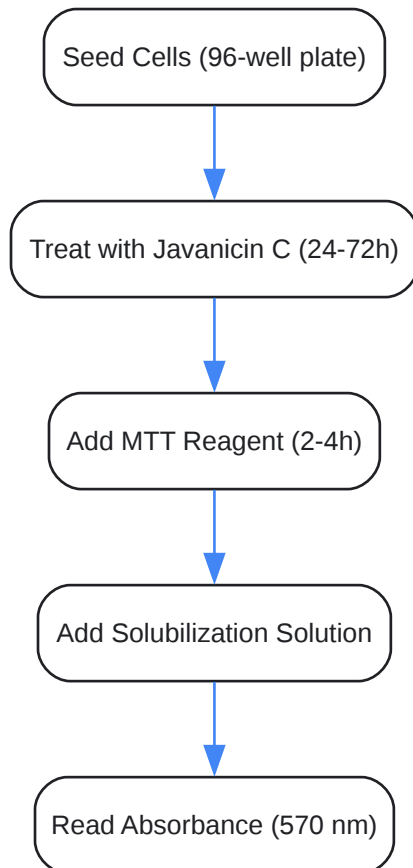 Seed Cells (96-well plate)
Treat with Javanicin C (24-72h)
Add MTT Reagent (2-4h)
Add Solubilization Solution
Read Absorbance (570 nm)